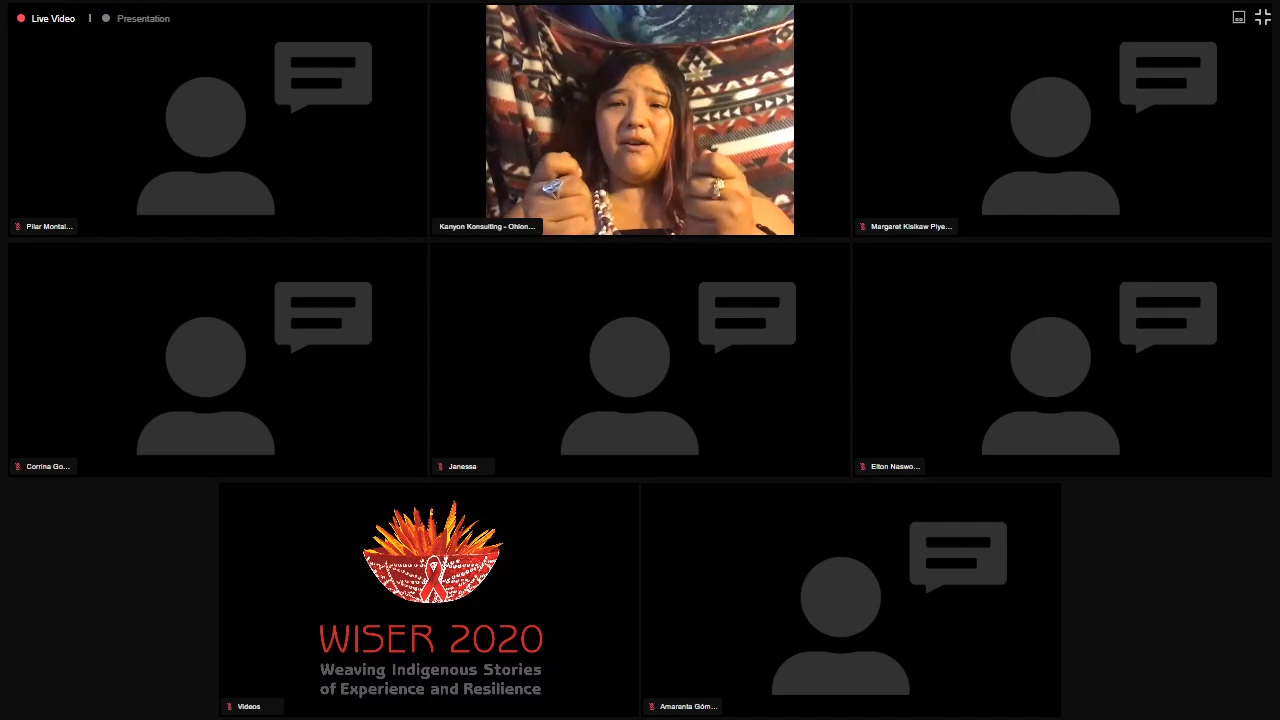 Live Video | Presentation
Pilar Montal...
Kanyon Konsulting - Ohlon...
Margaret Kisikaw Piye...
Corrina Go...
Janessa
Elton Naswo...
WISER 2020
Weaving Indigenous Stories
of Experience and Resilience
Videos
Amaranta Góm...